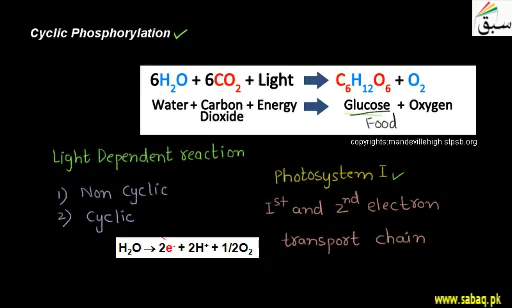 Cyclic Phosphorylation
سبق
6H2O + 6CO2 + Light → C6H12O6 + O2
Water + Carbon Dioxide + Energy → Glucose + Oxygen
Food
copyrights:mandevillehigh.stpsb.org
Light Dependent reaction
1) Non Cyclic
2) Cyclic
H2O → 2e- + 2H+ + 1/2O2
Photosystem I
Ist and 2nd electron
transport chain
www.sabaq.pk